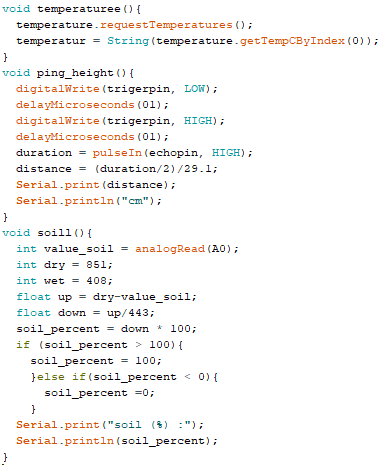 void temperaturee(){
  temperature.requestTemperatures();
  temperatur = String(temperature.getTempCByIndex(0));
}
void ping_height(){
  digitalWrite(trigerpin, LOW);
  delayMicroseconds(01);
  digitalWrite(trigerpin, HIGH);
  delayMicroseconds(01);
  duration = pulseIn(echopin, HIGH);
  distance = (duration/2)/29.1;
  Serial.print(distance);
  Serial.println("cm");
}
void soill(){
  int value_soil = analogRead(A0);
  int dry = 851;
  int wet = 408;
  float up = dry-value_soil;
  float down = up/443;
  soil_percent = down * 100;
  if (soil_percent > 100){
    soil_percent = 100;
    }else if(soil_percent < 0){
      soil_percent =0;
    }
  Serial.print("soil (%) :");
  Serial.println(soil_percent);
}